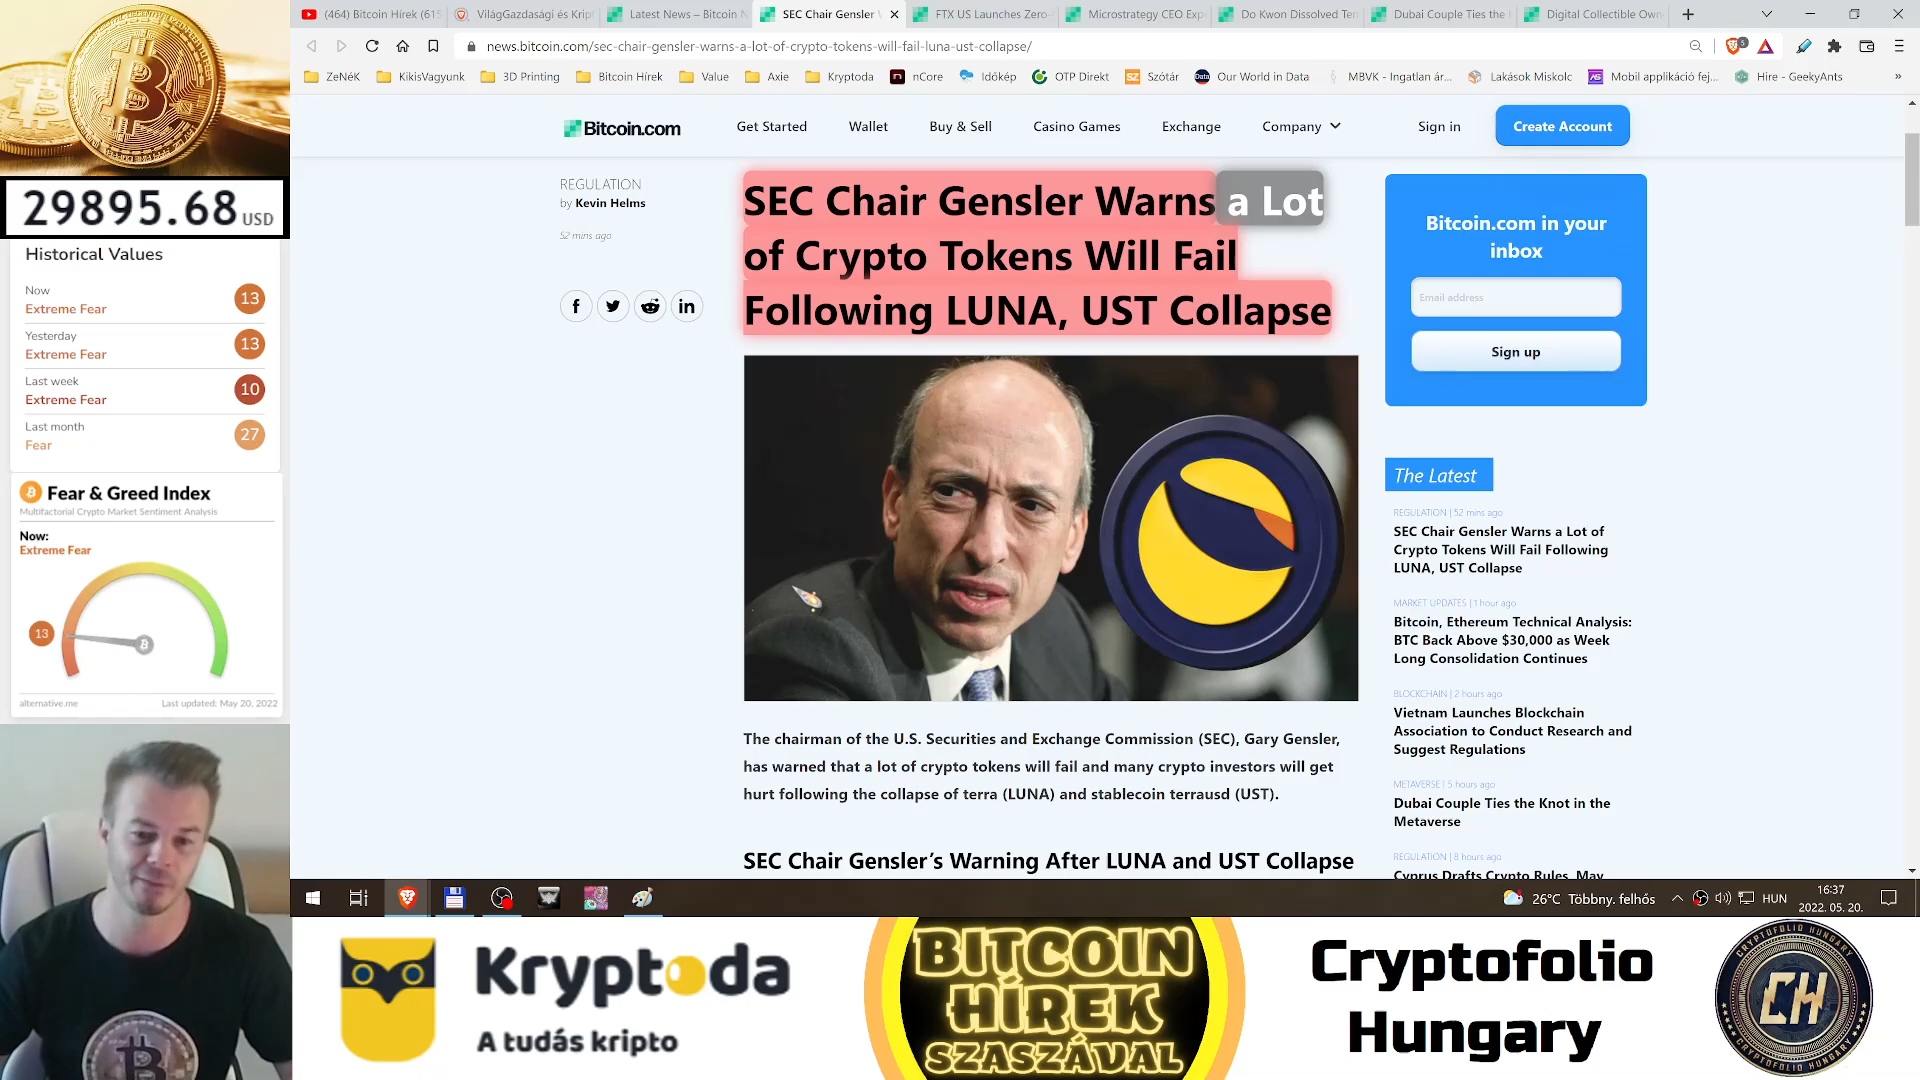 29895.68 USD
Historical Values
Now
Extreme Fear
13
Yesterday
Extreme Fear
13
Last week
Extreme Fear
10
Last month
Fear
27
Fear & Greed Index
Multifactorial Crypto Market Sentiment Analysis
Now:
Extreme Fear
13
alternative.me
Last updated: May 20, 2022
(464) Bitcoin Hírek (615
VilágGazdasági és Kript
Latest News – Bitcoin N
SEC Chair Gensler
FTX US Launches Zero-
Microstrategy CEO Exp
Do Kwon Dissolved Ter
Dubai Couple Ties the
Digital Collectible Own
news.bitcoin.com/sec-chair-gensler-warns-a-lot-of-crypto-tokens-will-fail-luna-ust-collapse/
5
ZeNéK
KikisVagyunk
3D Printing
Bitcoin Hírek
Value
Axie
Kryptoda
nCore
Időkép
OTP Direkt
SZ Szótár
Our World in Data
MBVK - Ingatlan ár...
Lakások Miskolc
Mobil applikáció fej...
Hire - GeekyAnts
»
Bitcoin.com
Get Started
Wallet
Buy & Sell
Casino Games
Exchange
Company
Sign in
Create Account
REGULATION
by Kevin Helms
52 mins ago
SEC Chair Gensler Warns a Lot
of Crypto Tokens Will Fail
Following LUNA, UST Collapse
The chairman of the U.S. Securities and Exchange Commission (SEC), Gary Gensler,
has warned that a lot of crypto tokens will fail and many crypto investors will get
hurt following the collapse of terra (LUNA) and stablecoin terrausd (UST).
SEC Chair Gensler’s Warning After LUNA and UST Collapse
Bitcoin.com in your
inbox
Email address
Sign up
The Latest
REGULATION | 52 mins ago
SEC Chair Gensler Warns a Lot of
Crypto Tokens Will Fail Following
LUNA, UST Collapse
MARKET UPDATES | 1 hour ago
Bitcoin, Ethereum Technical Analysis:
BTC Back Above $30,000 as Week
Long Consolidation Continues
BLOCKCHAIN | 2 hours ago
Vietnam Launches Blockchain
Association to Conduct Research and
Suggest Regulations
METAVERSE | 5 hours ago
Dubai Couple Ties the Knot in the
Metaverse
REGULATION | 8 hours ago
Cyprus Drafts Crypto Rules, May
26°C Többny. felhős
HUN
16:37
2022. 05. 20.
Kryptoda
A tudás kripto
BITCOIN
HÍREK
SZASZÁVAL
Cryptofolio
Hungary
CRYPTOFOLIO HUNGARY
CH
CRYPTOFOLIO HUNGARY